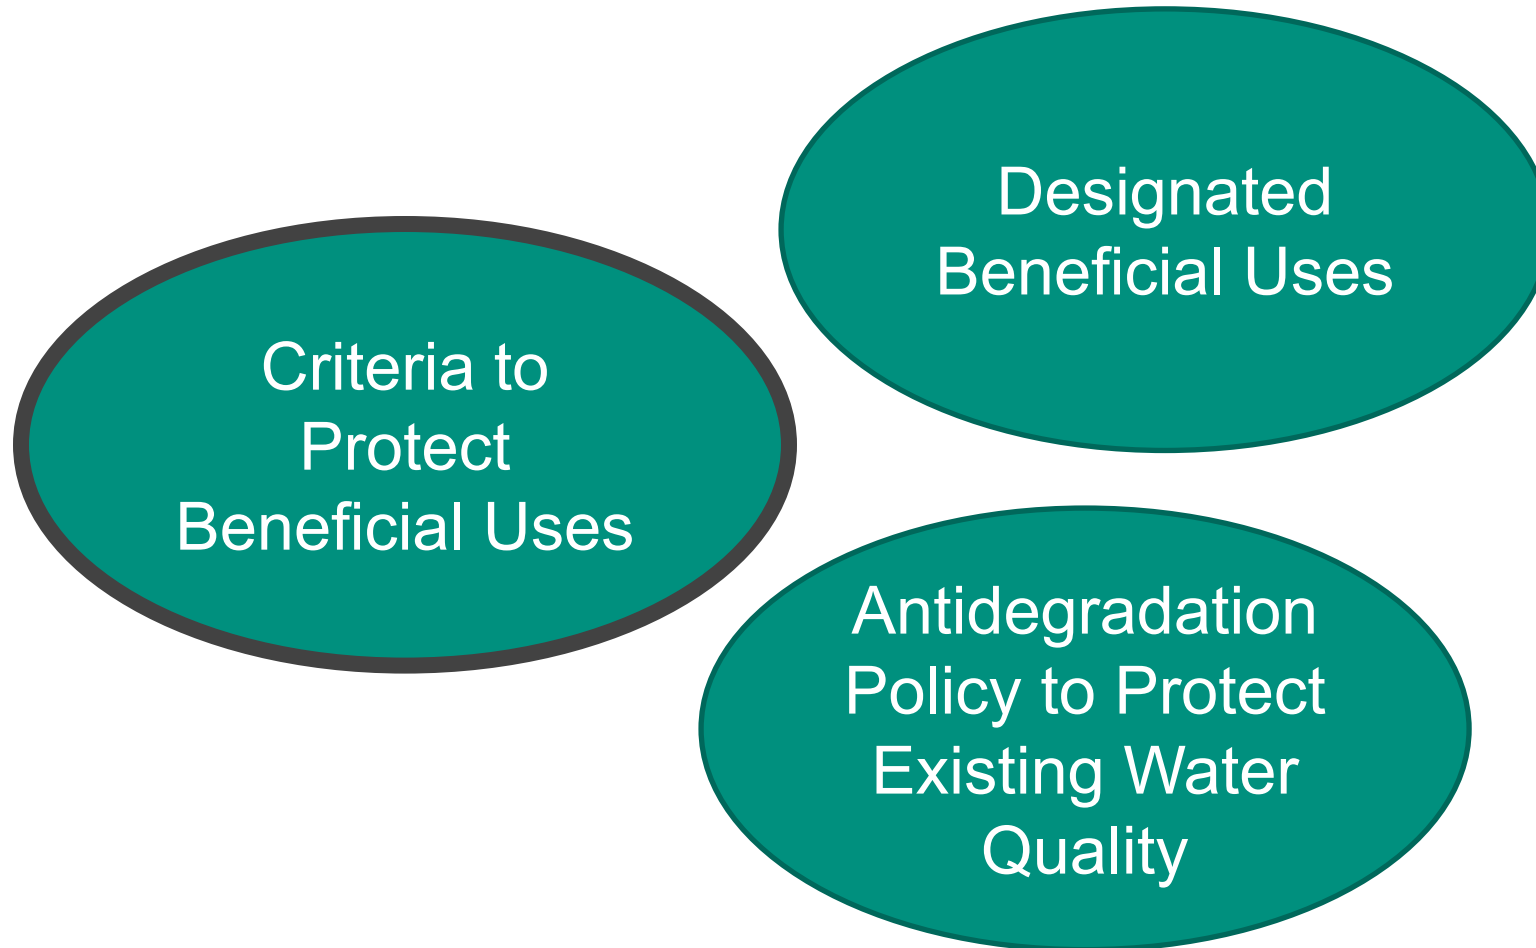 Criteria to
Protect
Beneficial Uses
Designated
Beneficial Uses
Antidegradation
Policy to Protect
Existing Water
Quality